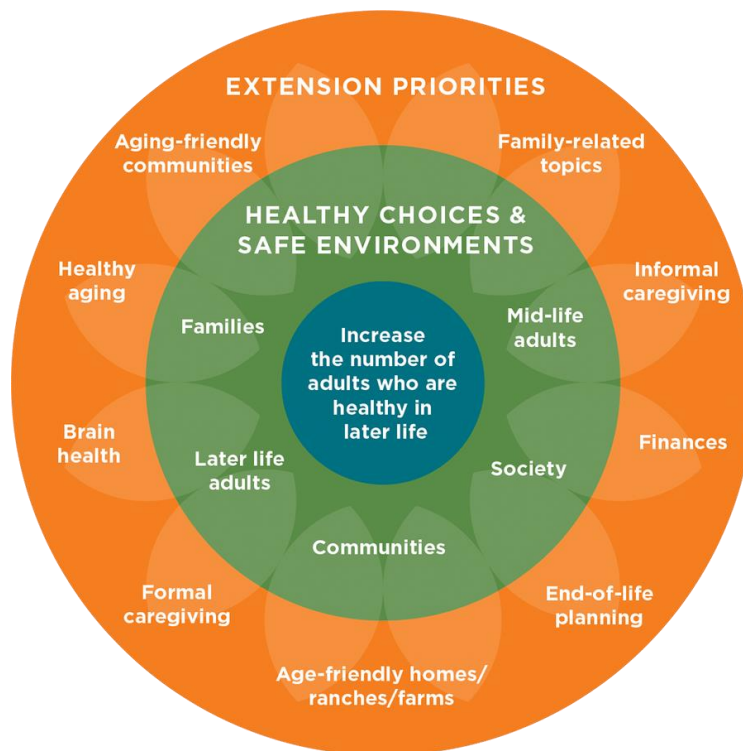 EXTENSION PRIORITIES
Aging-friendly
communities
Family-related
topics
HEALTHY CHOICES &
SAFE ENVIRONMENTS
Healthy
aging
Informal
caregiving
Families
Mid-life
adults
Increase
the number of
adults who are
healthy in
later life
Brain
health
Finances
Later life
adults
Society
Communities
Formal
caregiving
End-of-life
planning
Age-friendly homes/
ranches/farms